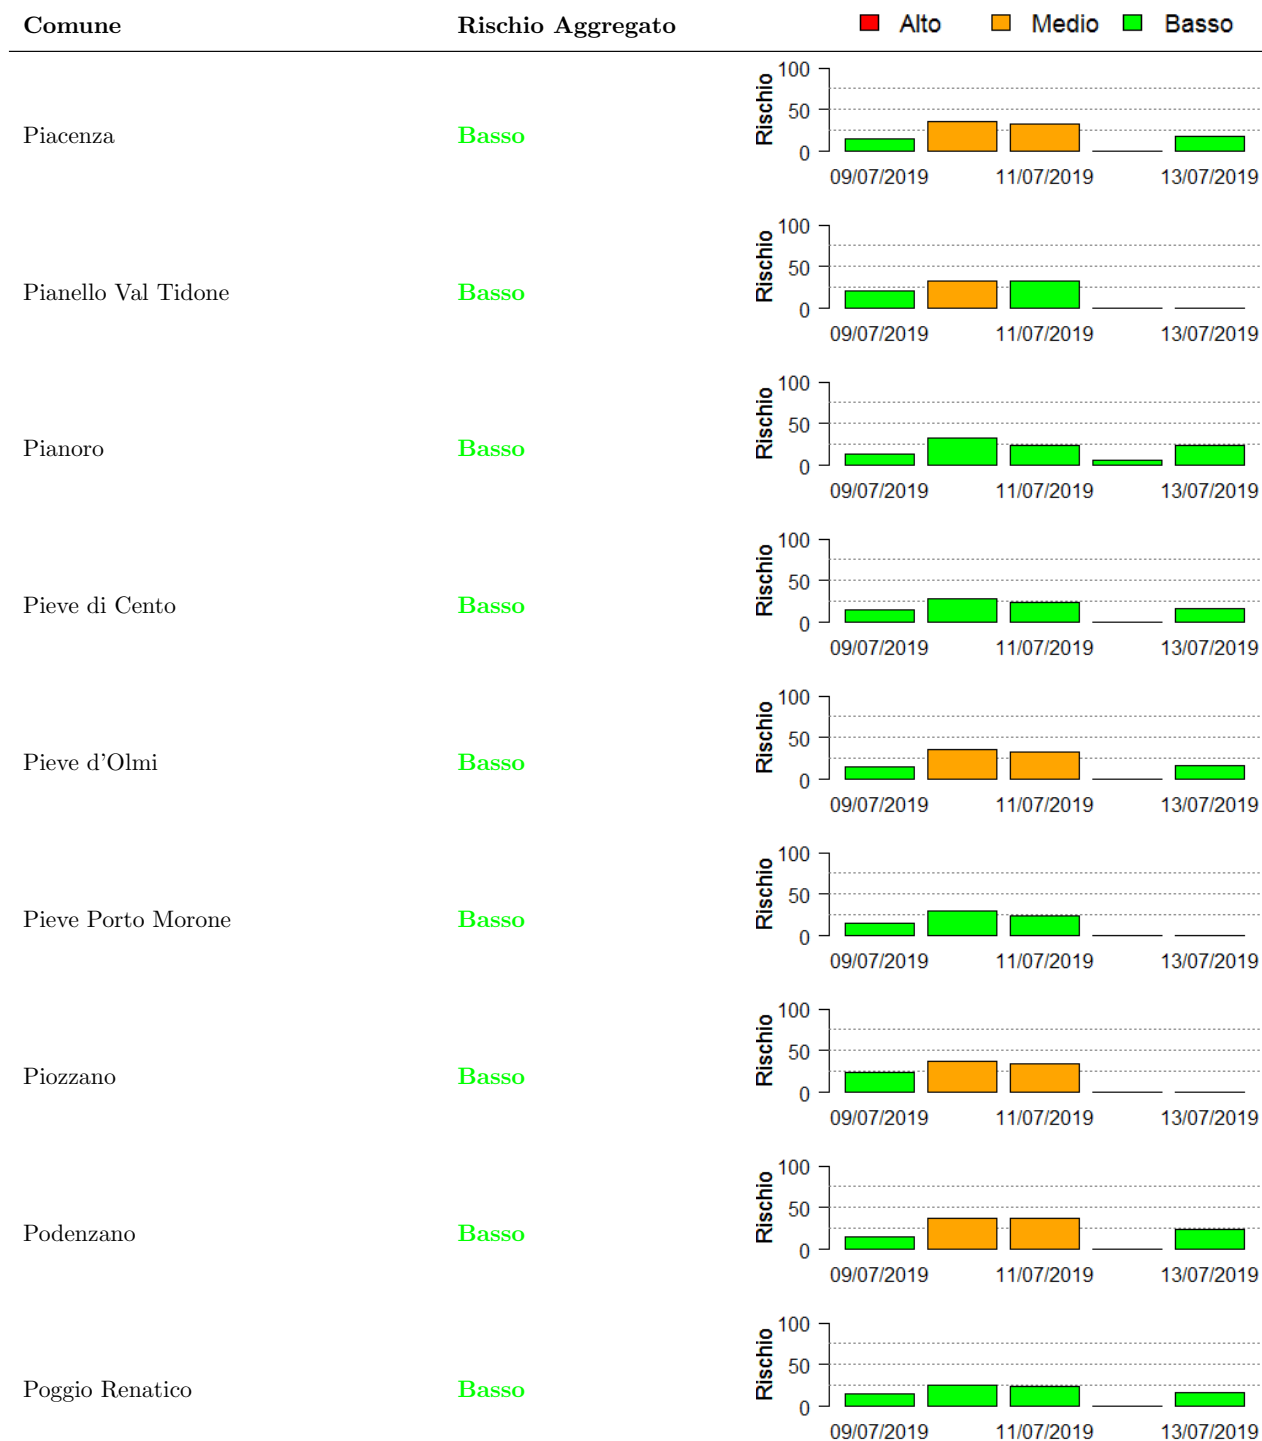 Comune Rischio Aggregato Alto Medio Basso
Piacenza Basso Rischio 100 50 0
09/07/2019 11/07/2019 13/07/2019
Pianello Val Tidone Basso Rischio 100 50 0
09/07/2019 11/07/2019 13/07/2019
Pianoro Basso Rischio 100 50 0
09/07/2019 11/07/2019 13/07/2019
Pieve di Cento Basso Rischio 100 50 0
09/07/2019 11/07/2019 13/07/2019
Pieve d'Olmi Basso Rischio 100 50 0
09/07/2019 11/07/2019 13/07/2019
Pieve Porto Morone Basso Rischio 100 50 0
09/07/2019 11/07/2019 13/07/2019
Piozzano Basso Rischio 100 50 0
09/07/2019 11/07/2019 13/07/2019
Podenzano Basso Rischio 100 50 0
09/07/2019 11/07/2019 13/07/2019
Poggio Renatico Basso Rischio 100 50 0
09/07/2019 11/07/2019 13/07/2019